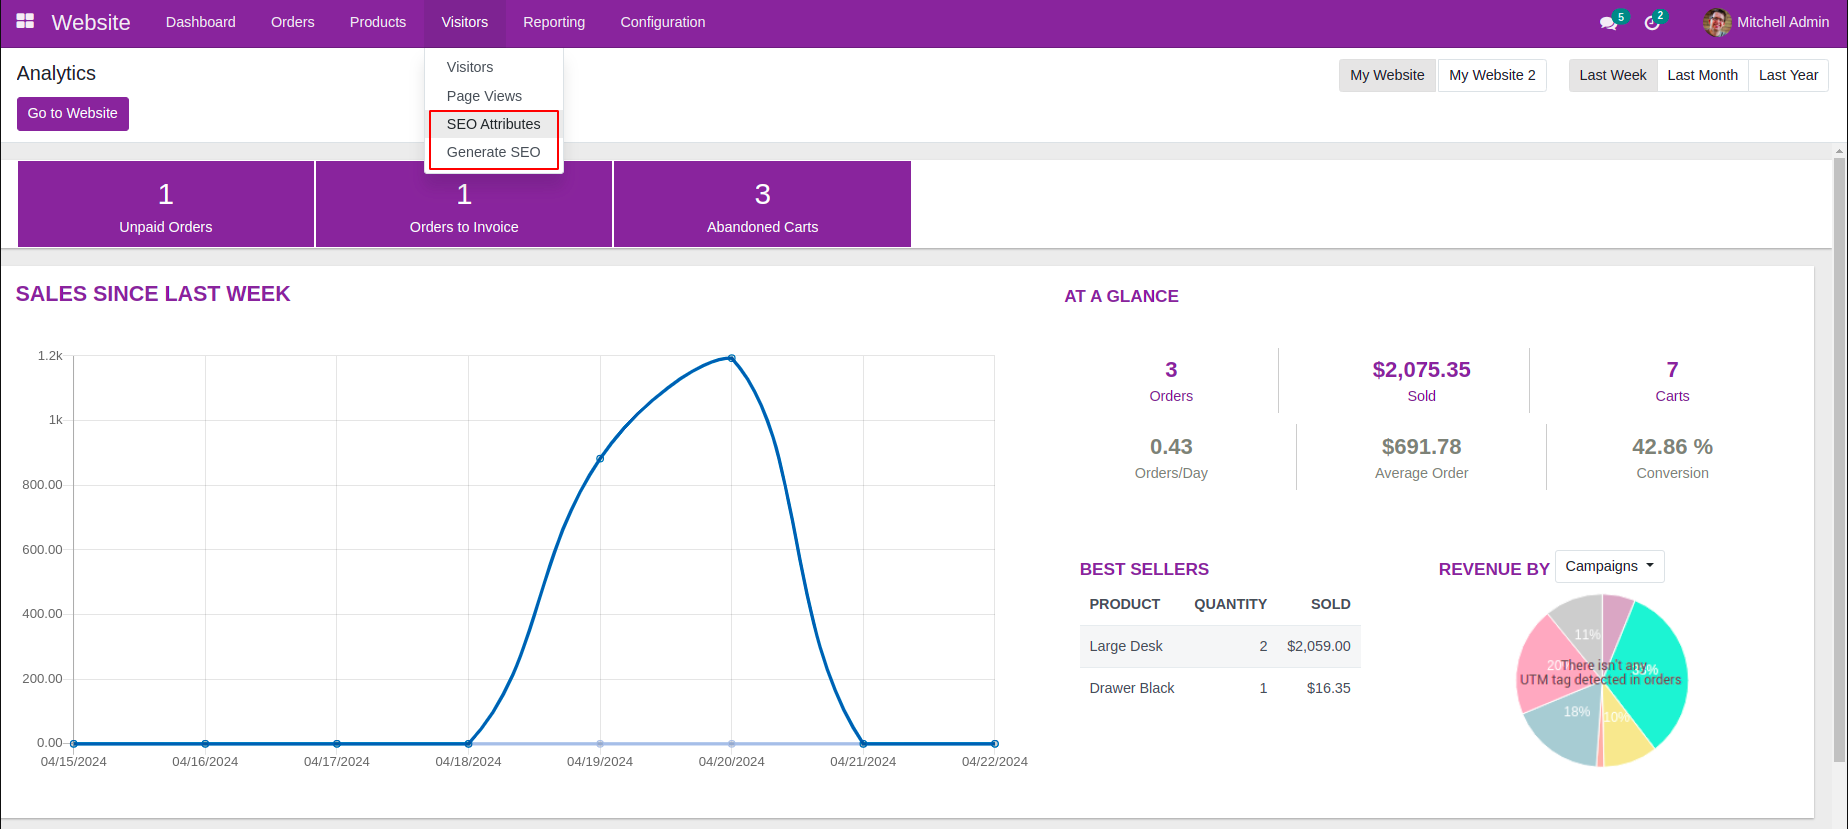 Website Dashboard Orders Products Visitors Reporting Configuration 5 2 Mitchell Admin
Analytics
Go to Website
Visitors
Page Views
SEO Attributes
Generate SEO
My Website My Website 2 Last Week Last Month Last Year
1 1 3
Unpaid Orders Orders to Invoice Abandoned Carts
SALES SINCE LAST WEEK
1.2k
1k
800.00
600.00
400.00
200.00
0.00
04/15/2024 04/16/2024 04/17/2024 04/18/2024 04/19/2024 04/20/2024 04/21/2024 04/22/2024
AT A GLANCE
3 $2,075.35 7
Orders Sold Carts
0.43 $691.78 42.86 %
Orders/Day Average Order Conversion
BEST SELLERS
PRODUCT QUANTITY SOLD
Large Desk 2 $2,059.00
Drawer Black 1 $16.35
REVENUE BY Campaigns
11%
There isn't any
UTM tag detected in orders
18% 10%